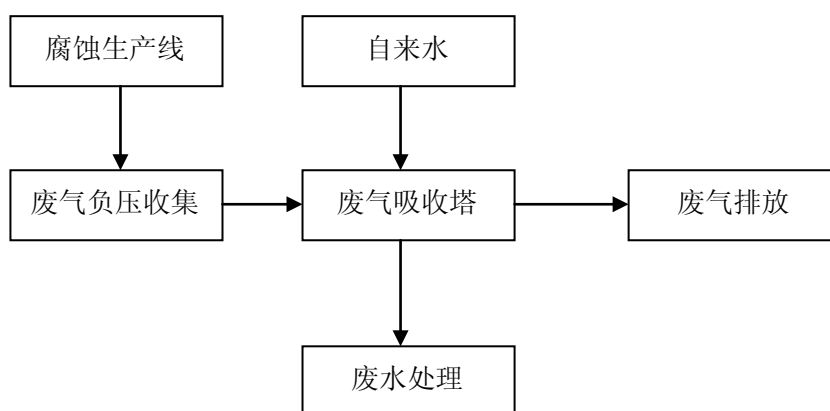 腐蚀生产线
自来水
废气负压收集
废气吸收塔
废气排放
废水处理